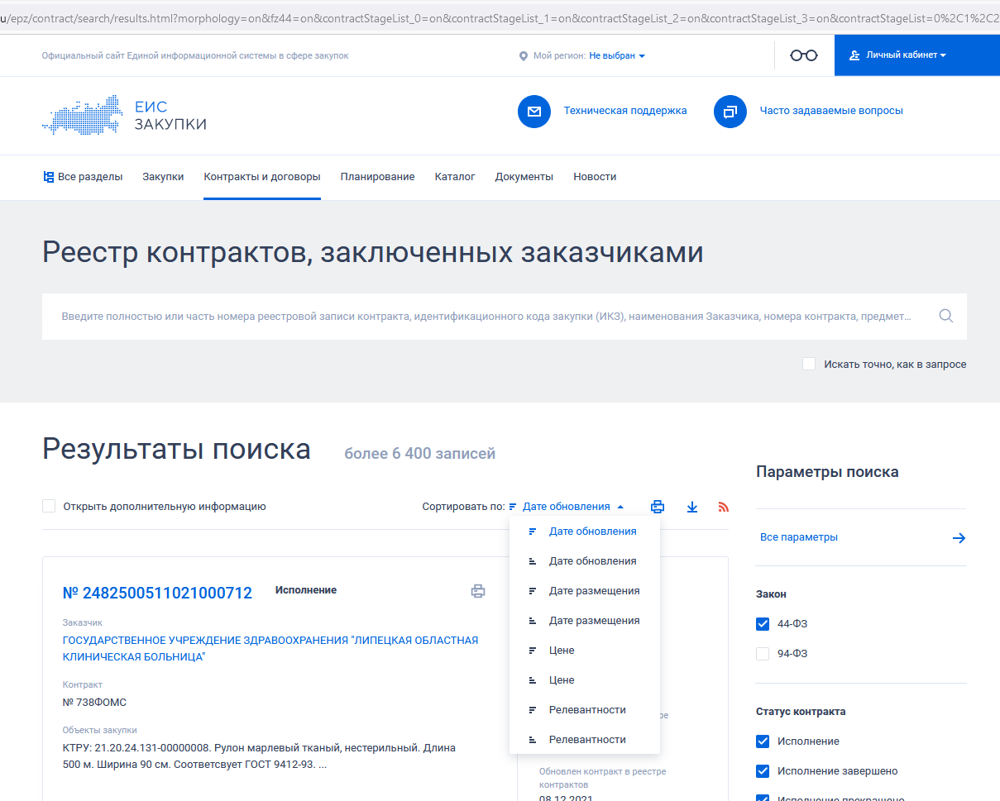 u/epz/contract/search/results.html?morphology=on&fz44=on&contractStageList_0=on&contractStageList_1=on&contractStageList_2=on&contractStageList_3=on&contractStageList=0%2C1%2C2
Официальный сайт Единой информационной системы в сфере закупок
Мой регион: Не выбран
Личный кабинет
ЕИС
ЗАКУПКИ
Техническая поддержка
Часто задаваемые вопросы
Все разделы Закупки Контракты и договоры Планирование Каталог Документы Новости
Реестр контрактов, заключенных заказчиками
Введите полностью или часть номера реестровой записи контракта, идентификационного кода закупки (ИКЗ), наименования Заказчика, номера контракта, предмет...
Искать точно, как в запросе
Результаты поиска более 6 400 записей
Открыть дополнительную информацию
Сортировать по: Дате обновления
Дате обновления
Дате обновления
Дате размещения
Дате размещения
Цене
Цене
Релевантности
Релевантности
№ 2482500511021000712 Исполнение
Заказчик
ГОСУДАРСТВЕННОЕ УЧРЕЖДЕНИЕ ЗДРАВООХРАНЕНИЯ "ЛИПЕЦКАЯ ОБЛАСТНАЯ
КЛИНИЧЕСКАЯ БОЛЬНИЦА"
Контракт
№ 738ФОМС
Объекты закупки
КТРУ: 21.20.24.131-00000008. Рулон марлевый тканый, нестерильный. Длина
500 м. Ширина 90 см. Соответсвует ГОСТ 9412-93. ...
ре
Обновлен контракт в реестре
контрактов
08.12.2021
Параметры поиска
Все параметры
Закон
44-ФЗ
94-ФЗ
Статус контракта
Исполнение
Исполнение завершено
Исполнение прекращено